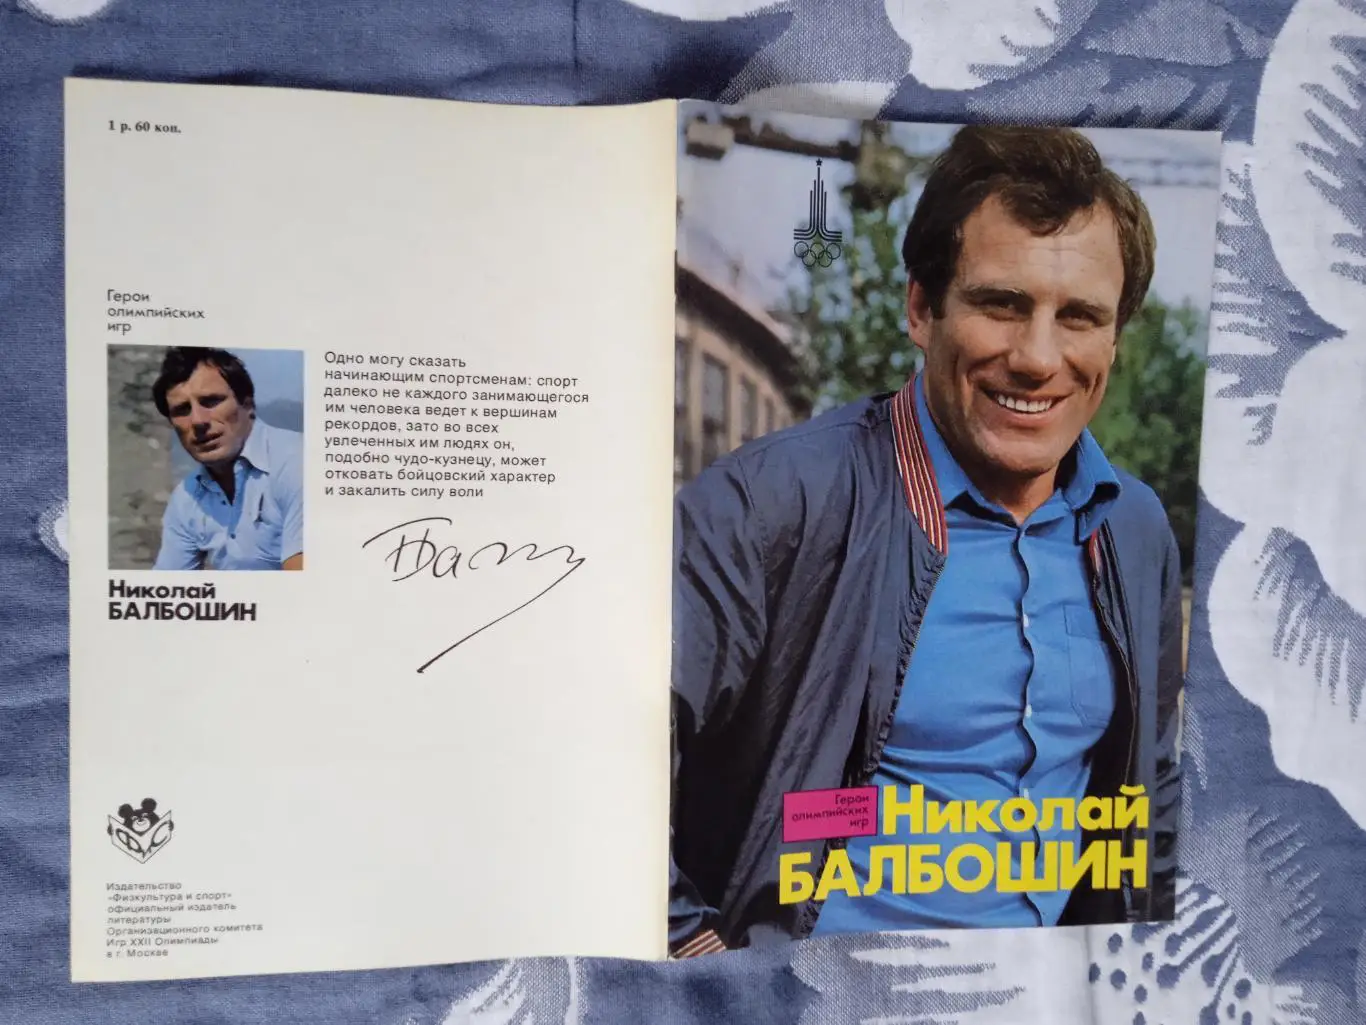 1 р. 60 коп.
Герои
олимпийских
игр
Одно могу сказать
начинающим спортсменам: спорт
далеко не каждого занимающегося
им человека ведет к вершинам
рекордов, зато во всех
увлеченных им людях он,
подобно чудо-кузнецу, может
отковать бойцовский характер
и закалить силу воли
Николай
БАЛБОШИН
ФиС
Издательство
«Физкультура и спорт»
официальный издатель
литературы
Организационного комитета
Игр XXII Олимпиады
в г. Москве
Герои
олимпийских
игр
Николай
БАЛБОШИН